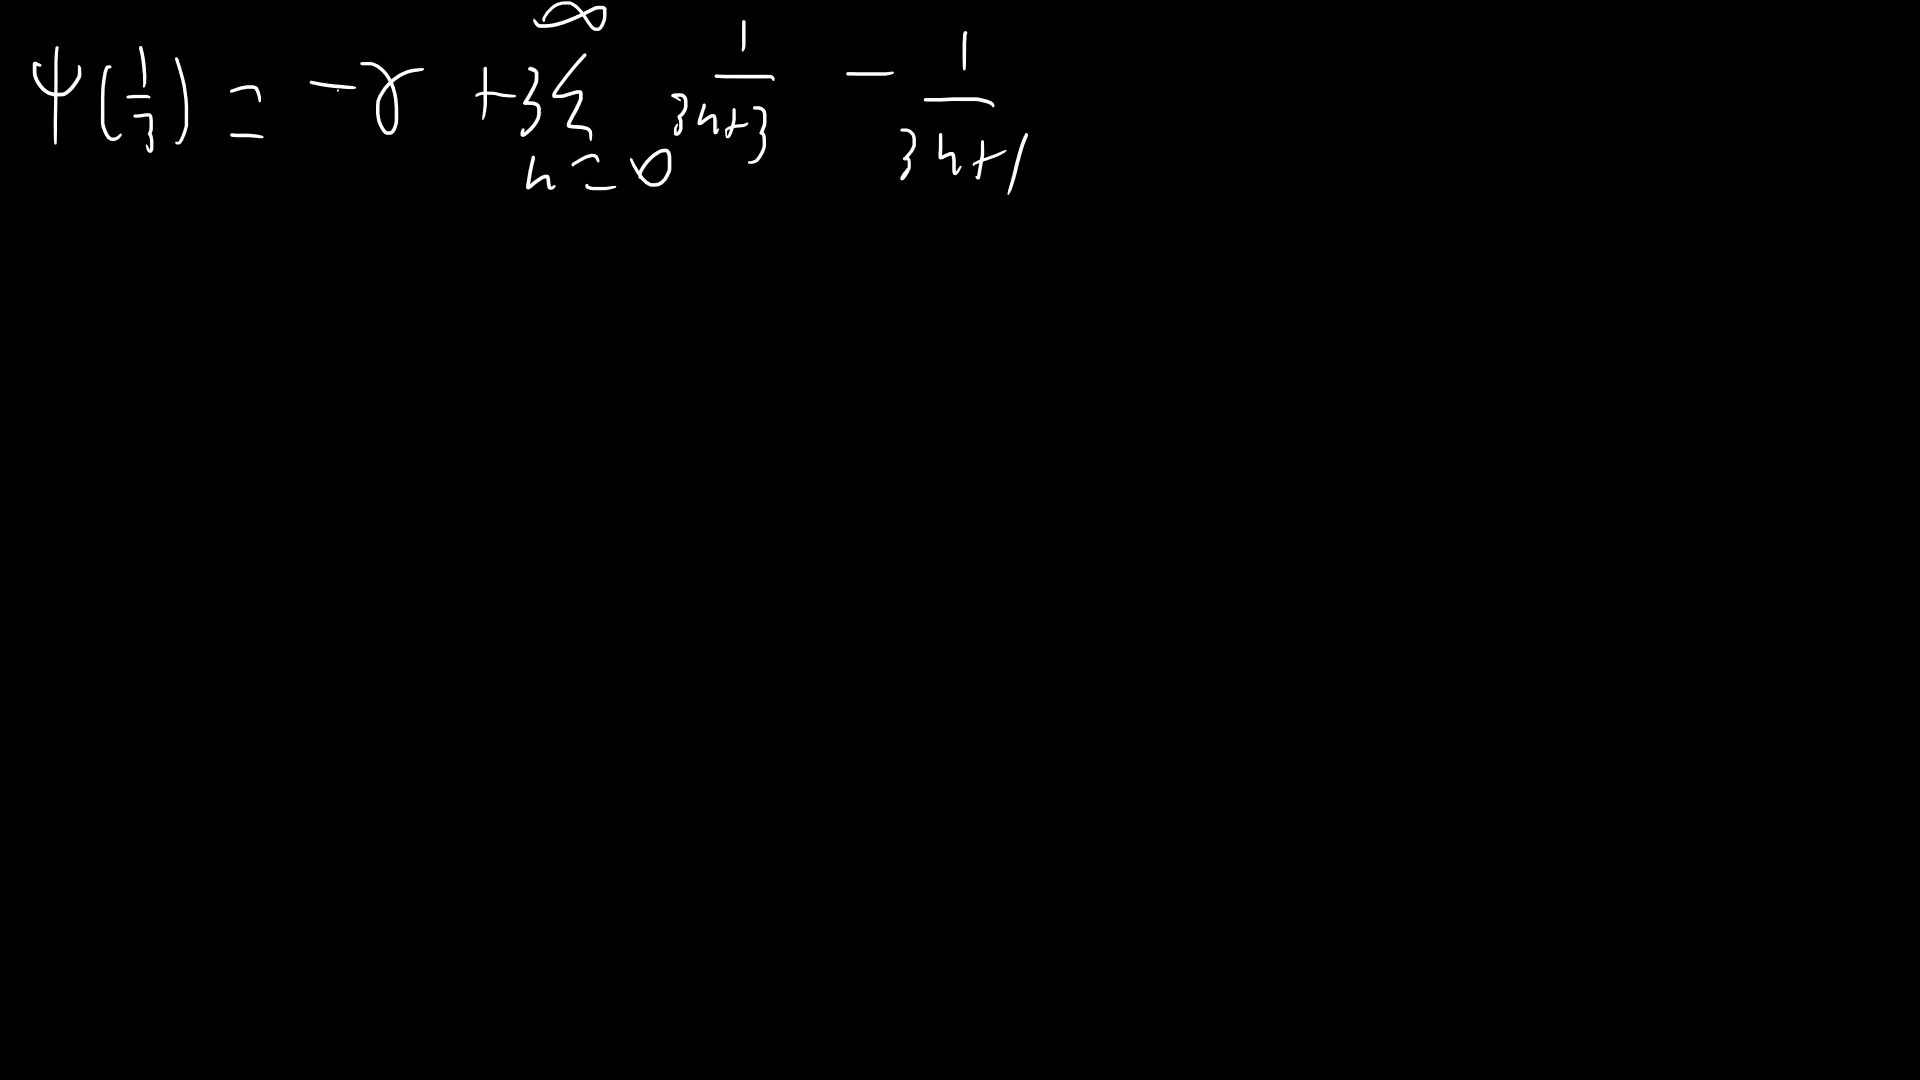 ψ(1/3) = -γ + 3 ∑_{n=0}^{∞} 1/(3n+3) - 1/(3n+1)